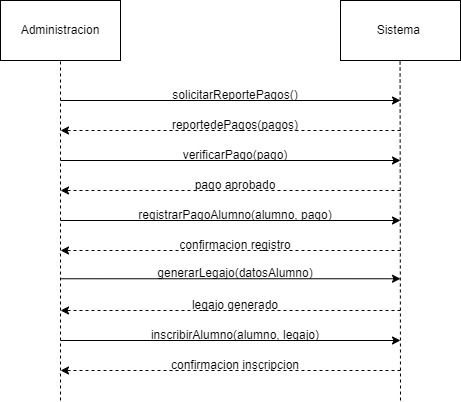 Administracion
Sistema
solicitarReportePagos()
reportedePagos(pagos)
verificarPago(pago)
pago aprobado
registrarPagoAlumno(alumno, pago)
confirmacion registro
generarLegajo(datosAlumno)
legajo generado
inscribirAlumno(alumno, legajo)
confirmacion inscripcion